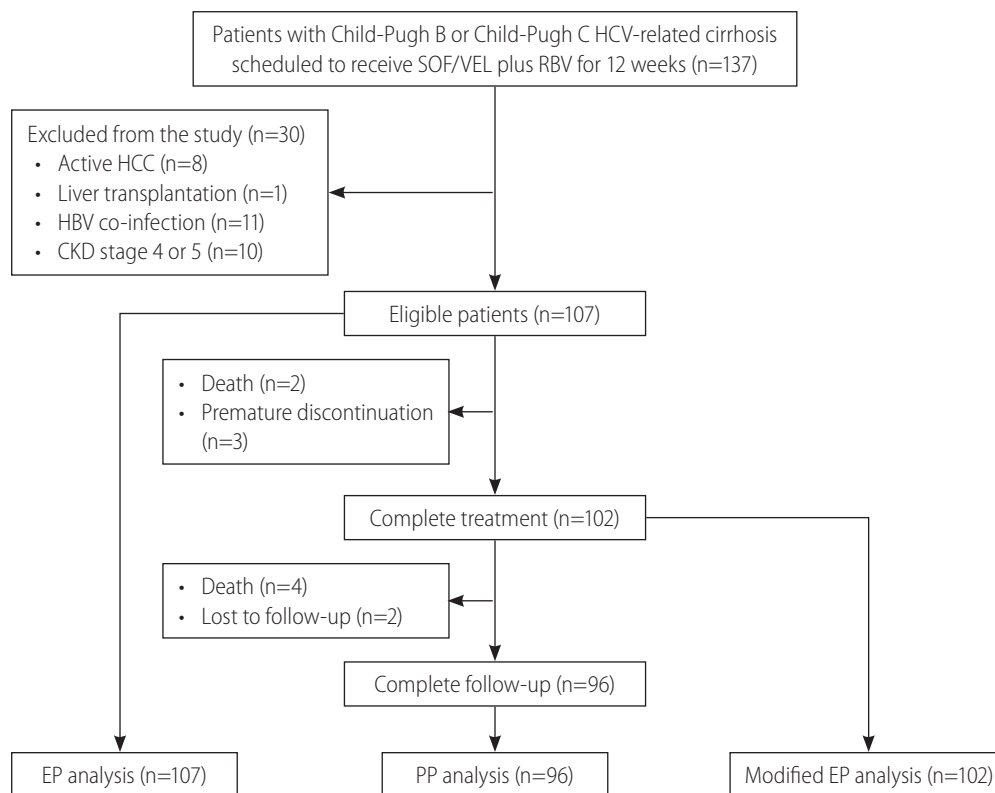 Patients with Child-Pugh B or Child-Pugh C HCV-related cirrhosis
scheduled to receive SOF/VEL plus RBV for 12 weeks (n=137)
Excluded from the study (n=30)
• Active HCC (n=8)
• Liver transplantation (n=1)
• HBV co-infection (n=11)
• CKD stage 4 or 5 (n=10)
Eligible patients (n=107)
• Death (n=2)
• Premature discontinuation
(n=3)
Complete treatment (n=102)
• Death (n=4)
• Lost to follow-up (n=2)
Complete follow-up (n=96)
EP analysis (n=107)
PP analysis (n=96)
Modified EP analysis (n=102)